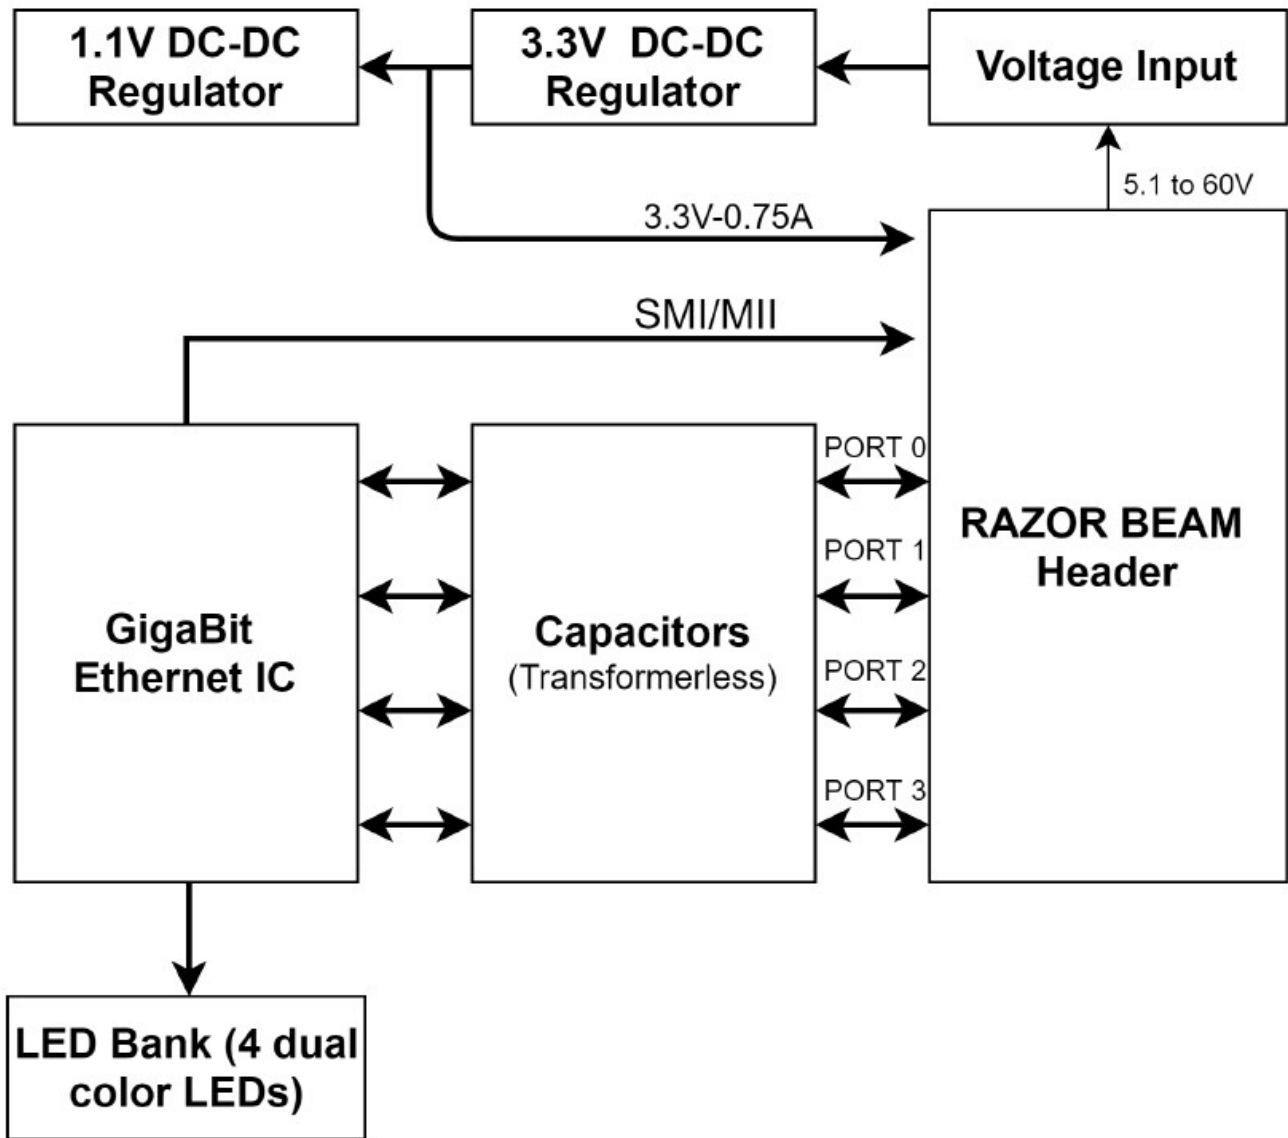 1.1V DC-DC
Regulator
3.3V DC-DC
Regulator
Voltage Input
5.1 to 60V
3.3V-0.75A
SMI/MII
PORT 0
PORT 1
PORT 2
PORT 3
RAZOR BEAM
Header
GigaBit
Ethernet IC
Capacitors
(Transformerless)
LED Bank (4 dual
color LEDs)